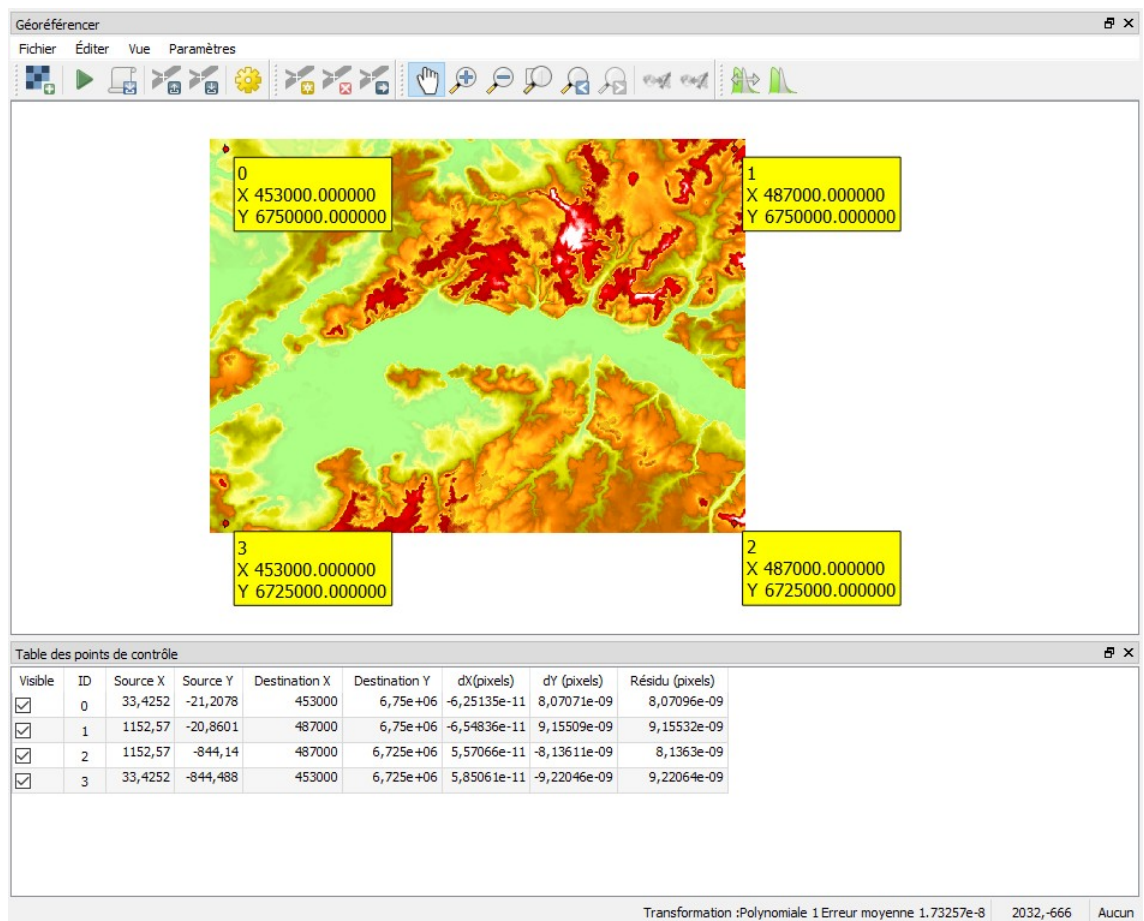 Géoréférencer
Fichier Éditer Vue Paramètres
0
X 453000.000000
Y 6750000.000000
1
X 487000.000000
Y 6750000.000000
3
X 453000.000000
Y 6725000.000000
2
X 487000.000000
Y 6725000.000000
Table des points de contrôle
Visible ID Source X Source Y Destination X Destination Y dX(pixels) dY (pixels) Résidu (pixels)
0 33,4252 -21,2078 453000 6,75e+06 -6,25135e-11 8,07071e-09 8,07096e-09
1 1152,57 -20,8601 487000 6,75e+06 -6,54836e-11 9,15509e-09 9,15532e-09
2 1152,57 -844,14 487000 6,725e+06 5,57066e-11 -8,13611e-09 8,1363e-09
3 33,4252 -844,488 453000 6,725e+06 5,85061e-11 -9,22046e-09 9,22064e-09
Transformation :Polynomiale 1 Erreur moyenne 1.73257e-8 2032,-666 Aucun